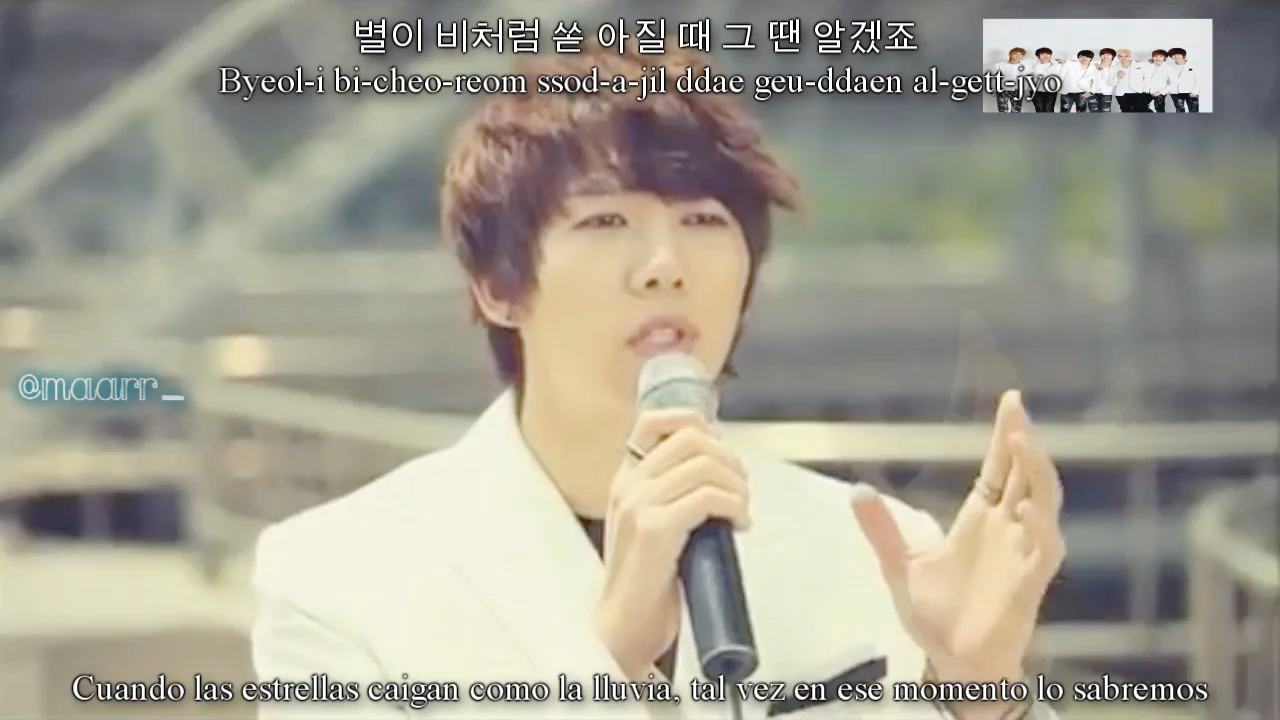 별이 비처럼 쏟 아질 때 그 땐 알겠죠
Byeol-i bi-cheo-reom ssod-a-jil ddae geu-ddaen al-gett-jyo
@maarr_
Cuando las estrellas caigan como la lluvia, tal vez en ese momento lo sabremos